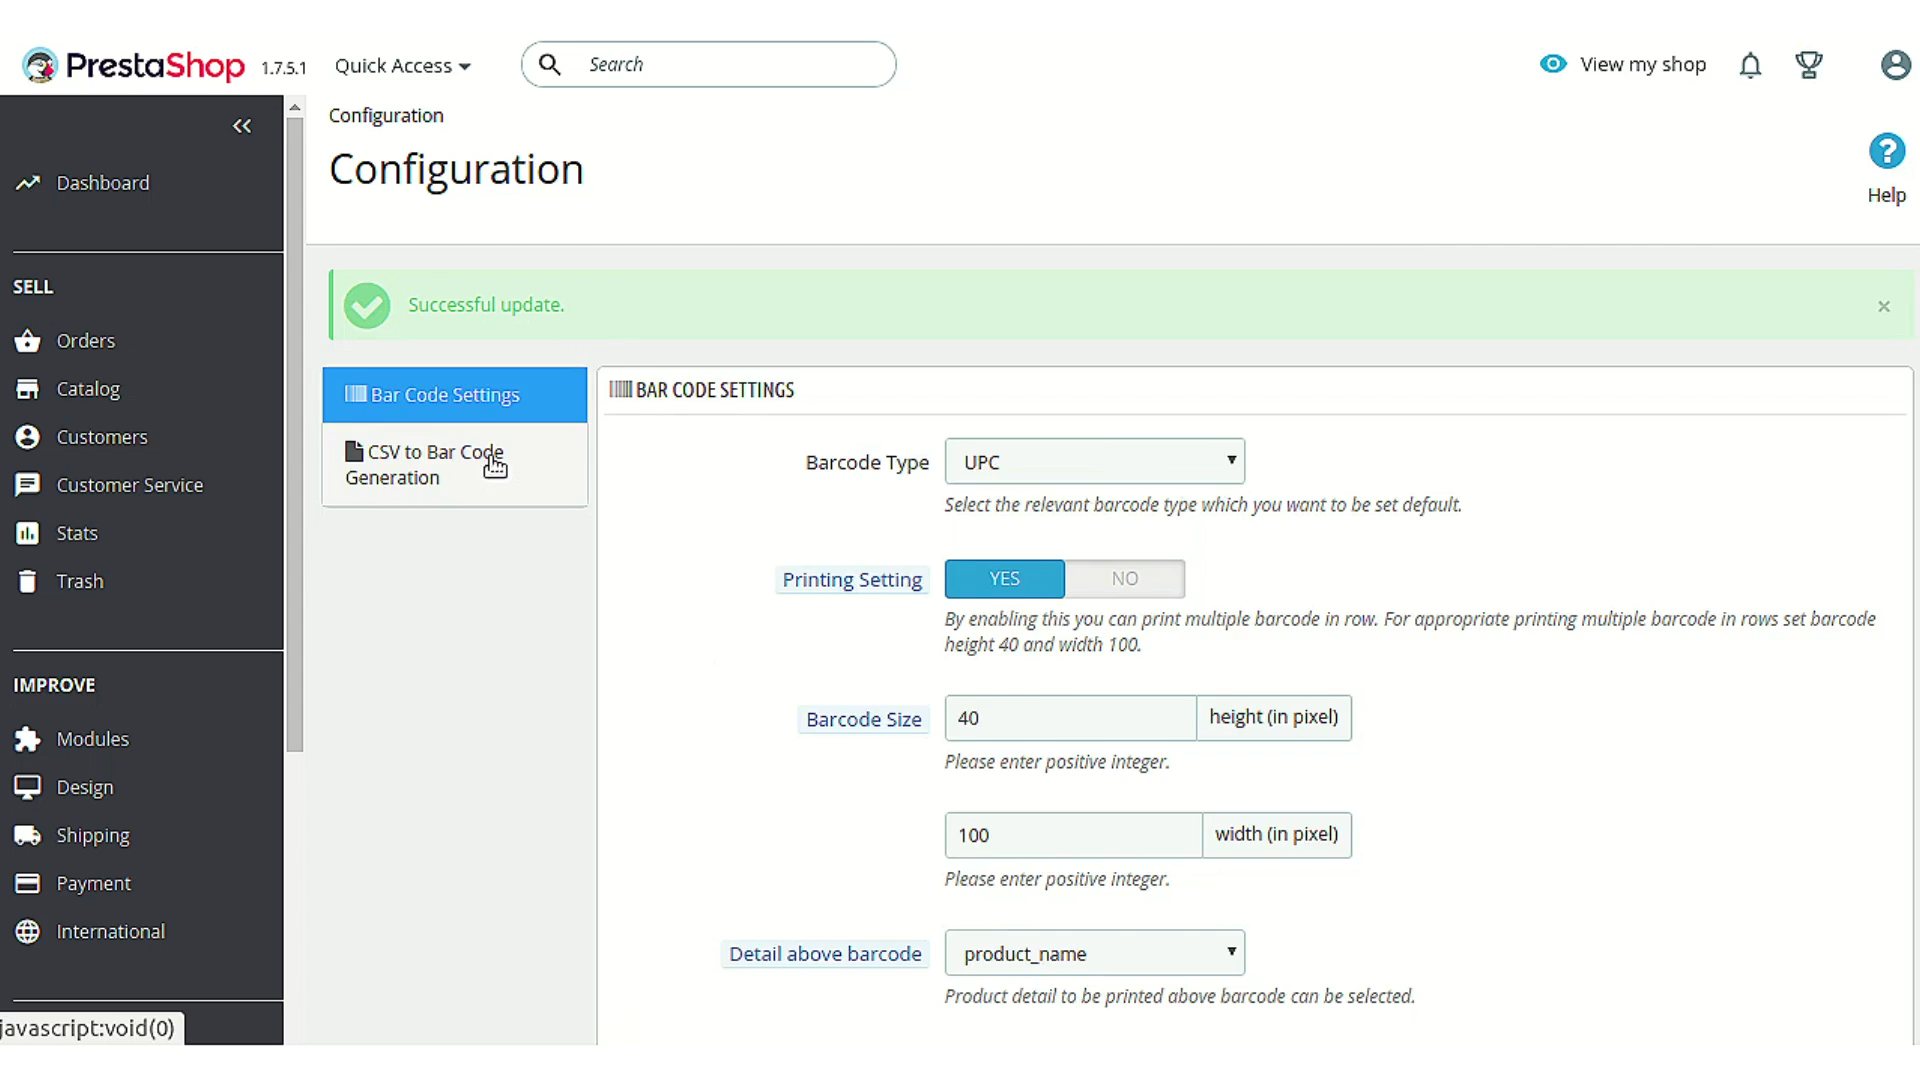 PrestaShop 1.7.5.1 Quick Access Search View my shop
Configuration
Configuration
Help
Dashboard
SELL
Orders
Catalog
Customers
Customer Service
Stats
Trash
IMPROVE
Modules
Design
Shipping
Payment
International
javascript:void(0)
Successful update.
Bar Code Settings
CSV to Bar Code
Generation
BAR CODE SETTINGS
Barcode Type UPC
Select the relevant barcode type which you want to be set default.
Printing Setting YES NO
By enabling this you can print multiple barcode in row. For appropriate printing multiple barcode in rows set barcode
height 40 and width 100.
Barcode Size 40 height (in pixel)
Please enter positive integer.
100 width (in pixel)
Please enter positive integer.
Detail above barcode product_name
Product detail to be printed above barcode can be selected.